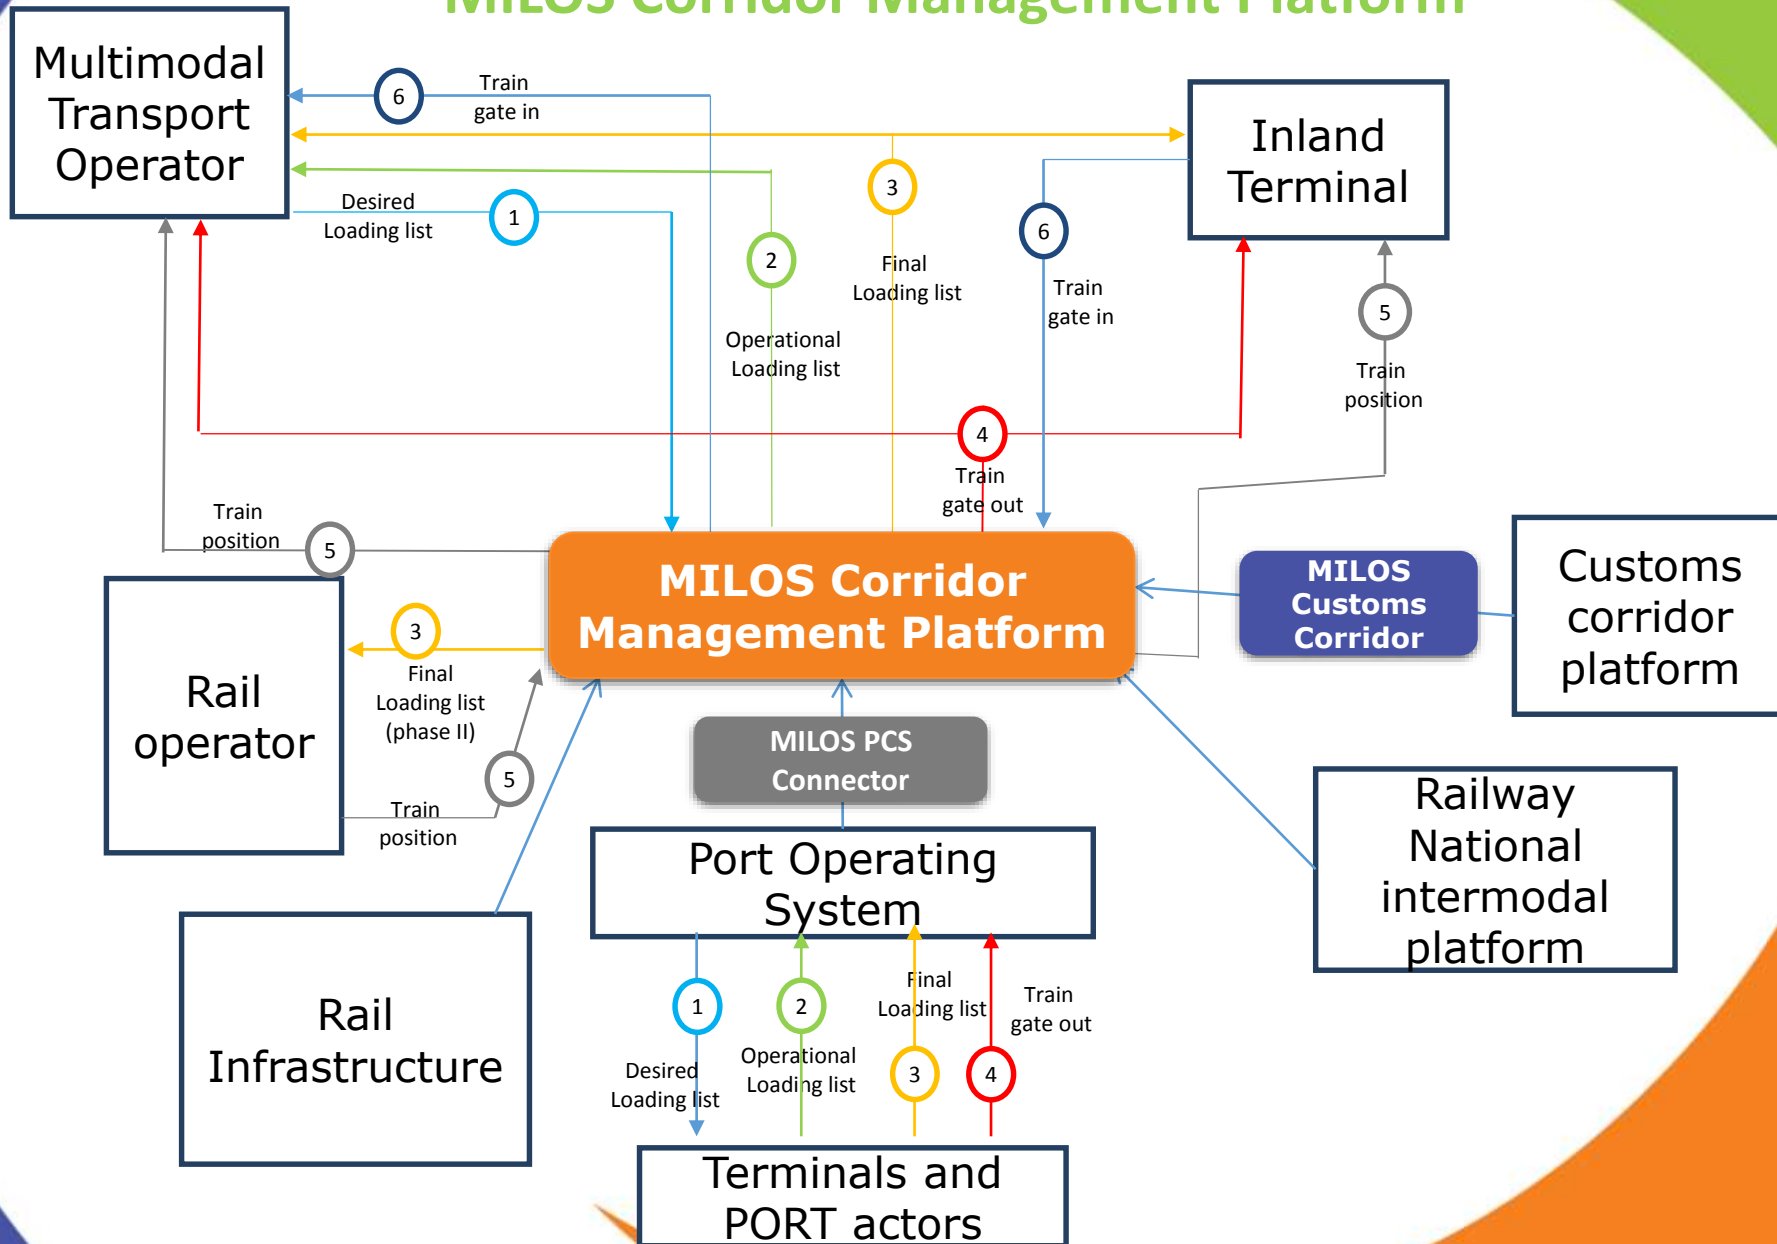 MILOS Corridor Management Platform
Multimodal
Transport
Operator
6
Train
gate in
Inland
Terminal
3
Desired
Loading list
1
6
2
Final
Loading list
Train
gate in
5
Operational
Loading list
Train
position
4
Train
gate out
Train
position
5
MILOS Corridor
Management Platform
MILOS
Customs
Corridor
Customs
corridor
platform
3
Final
Loading list
(phase II)
Rail
operator
5
Train
position
MILOS PCS
Connector
Railway
National
intermodal
platform
Port Operating
System
Rail
Infrastructure
1
2
Final
Loading list
Train
gate out
Desired
Loading list
Operational
Loading list
3
4
Terminals and
PORT actors